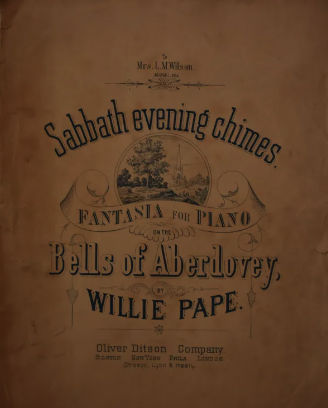 To
Mrs. L. M. Wilson.
Sabbath evening chimes.
FANTASIA FOR PIANO
ON THE
Bells of Aberdovey,
BY
WILLIE PAPE.
Oliver Ditson Company
BOSTON NEW YORK PHILA LONDON
Chicago, Lyon & Healy.